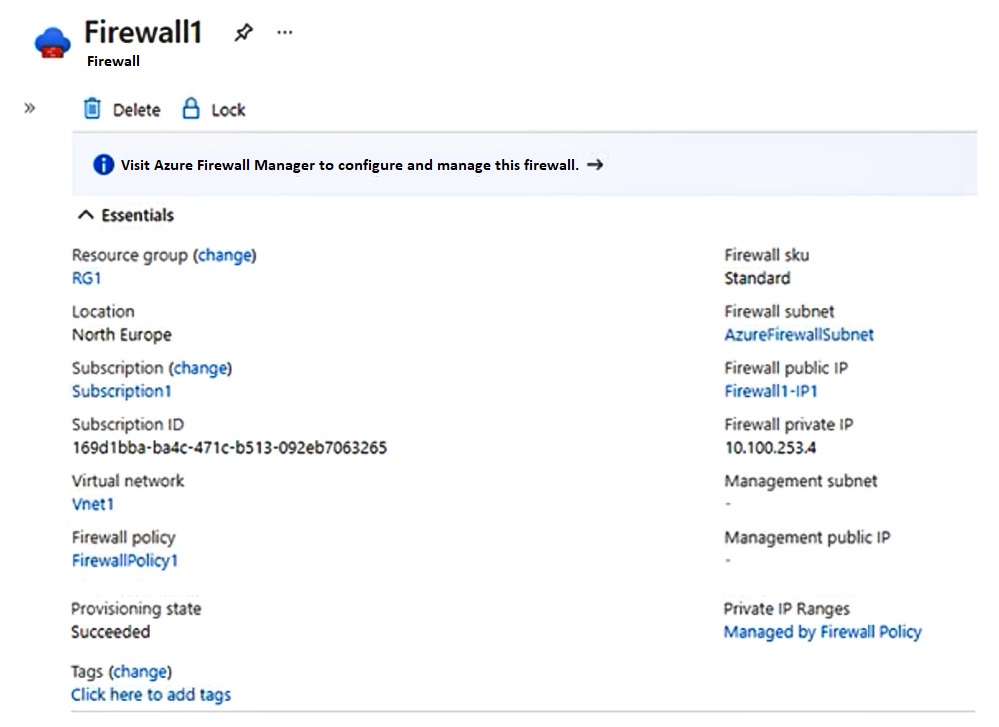 Firewall1
Firewall
Delete Lock
Visit Azure Firewall Manager to configure and manage this firewall. →
Essentials
Resource group (change)
RG1
Location
North Europe
Subscription (change)
Subscription1
Subscription ID
169d1bba-ba4c-471c-b513-092eb7063265
Virtual network
Vnet1
Firewall policy
FirewallPolicy1
Provisioning state
Succeeded
Tags (change)
Click here to add tags
Firewall sku
Standard
Firewall subnet
AzureFirewallSubnet
Firewall public IP
Firewall1-IP1
Firewall private IP
10.100.253.4
Management subnet
-
Management public IP
-
Private IP Ranges
Managed by Firewall Policy